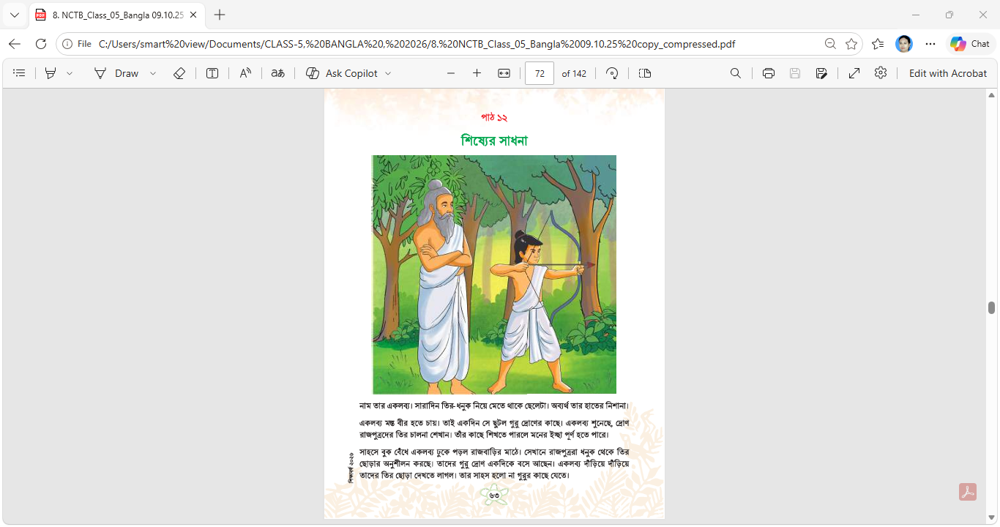 8. NCTB_Class_05_Bangla 09.10.25
File C:/Users/smart%20view/Documents/CLASS-5,%20BANGLA%20,%202026/8.%20NCTB_Class_05_Bangla%2009.10.25%20copy_compressed.pdf
Chat
Draw
Ask Copilot
72 of 142
Edit with Acrobat
পাঠ ১২
শিষ্যের সাধনা
নাম তার একলব্য। সারাদিন তির-ধনুক নিয়ে মেতে থাকে ছেলেটা। অব্যর্থ তার হাতের নিশানা।
একলব্য মস্ত বীর হতে চায়। তাই একদিন সে ছুটল গুরু দ্রোণের কাছে। একলব্য শুনেছে, দ্রোণ
রাজপুত্রদের তির চালনা শেখান। তাঁর কাছে শিখতে পারলে মনের ইচ্ছা পূর্ণ হতে পারে।
সাহসে বুক বেঁধে একলব্য ঢুকে পড়ল রাজবাড়ির মাঠে। সেখানে রাজপুত্ররা ধনুক থেকে তির
ছোড়ার অনুশীলন করছে। তাদের গুরু দ্রোণ একদিকে বসে আছেন। একলব্য দাঁড়িয়ে দাঁড়িয়ে
তাদের তির ছোড়া দেখতে লাগল। তার সাহস হলো না গুরুর কাছে যেতে।
শিক্ষাবর্ষ ২০২৬
৬৩